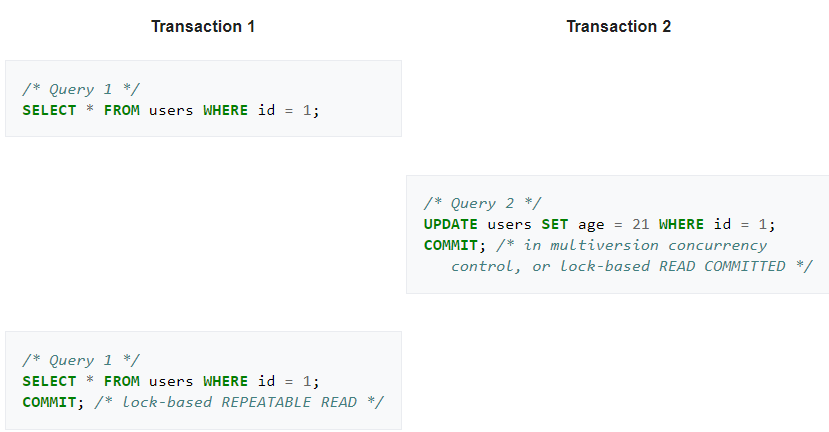 Transaction 1
Transaction 2
/* Query 1 */
SELECT * FROM users WHERE id = 1;
/* Query 2 */
UPDATE users SET age = 21 WHERE id = 1;
COMMIT; /* in multiversion concurrency
control, or lock-based READ COMMITTED */
/* Query 1 */
SELECT * FROM users WHERE id = 1;
COMMIT; /* lock-based REPEATABLE READ */